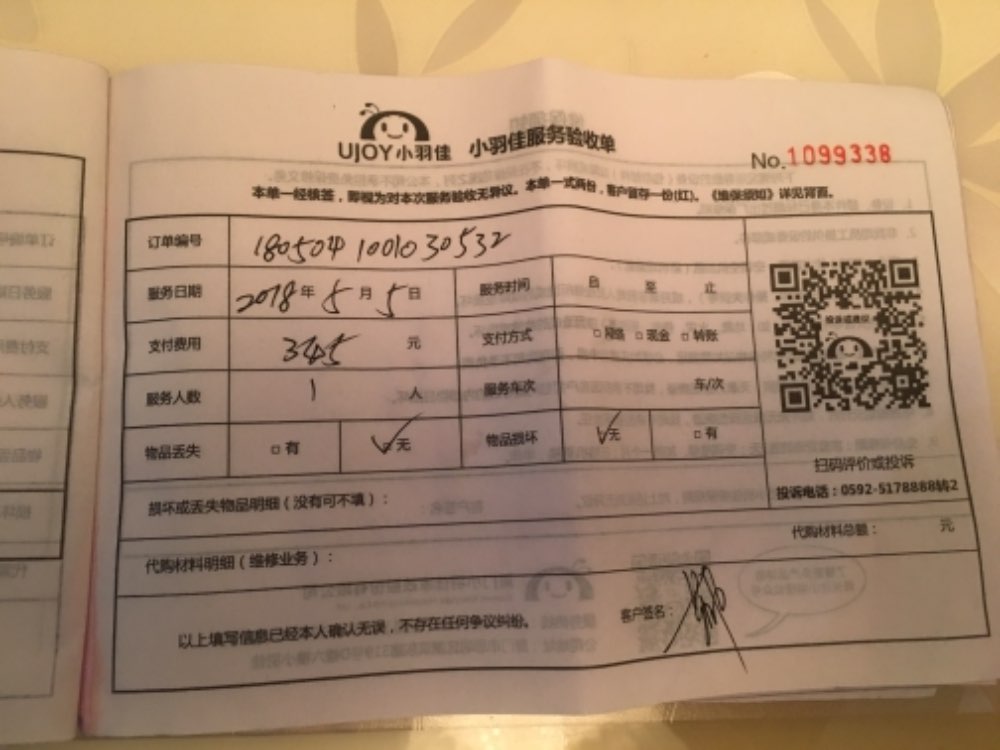 UJOY小羽佳 小羽佳服务验收单
No.1099338
本单一经核签，即视为对本次服务验收无异议。本单一式两份，客户留存一份(红)。《维保须知》详见背面。
订单编号 180504100103 0532
服务日期 2018年5月5日 服务时间 自 至 止
支付费用 345 元 支付方式 □网络 □现金 □转账
投诉或建议
服务人数 1 人 服务车次 车/次
物品丢失 □有 ☑无 物品损坏 ☑无 □有
扫码评价或投诉
投诉电话：0592-5178888转2
损坏或丢失物品明细（没有可不填）：
代购材料明细（维修业务）： 代购材料总额： 元
以上填写信息已经本人确认无误，不存在任何争议纠纷。 客户签名：